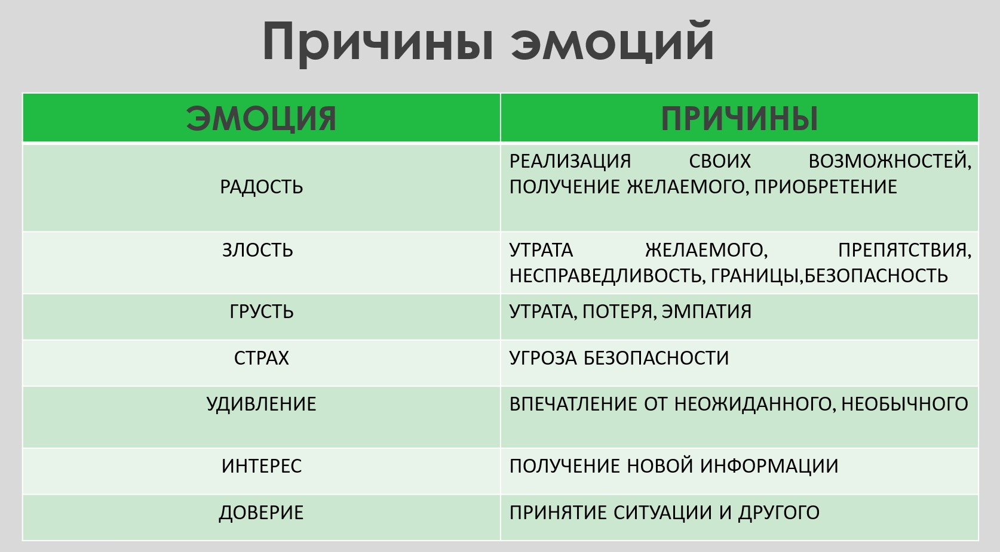 Причины эмоций
ЭМОЦИЯ
ПРИЧИНЫ
РАДОСТЬ
РЕАЛИЗАЦИЯ СВОИХ ВОЗМОЖНОСТЕЙ,
ПОЛУЧЕНИЕ ЖЕЛАЕМОГО, ПРИОБРЕТЕНИЕ
ЗЛОСТЬ
УТРАТА ЖЕЛАЕМОГО, ПРЕПЯТСТВИЯ,
НЕСПРАВЕДЛИВОСТЬ, ГРАНИЦЫ,БЕЗОПАСНОСТЬ
ГРУСТЬ
УТРАТА, ПОТЕРЯ, ЭМПАТИЯ
СТРАХ
УГРОЗА БЕЗОПАСНОСТИ
УДИВЛЕНИЕ
ВПЕЧАТЛЕНИЕ ОТ НЕОЖИДАННОГО, НЕОБЫЧНОГО
ИНТЕРЕС
ПОЛУЧЕНИЕ НОВОЙ ИНФОРМАЦИИ
ДОВЕРИЕ
ПРИНЯТИЕ СИТУАЦИИ И ДРУГОГО